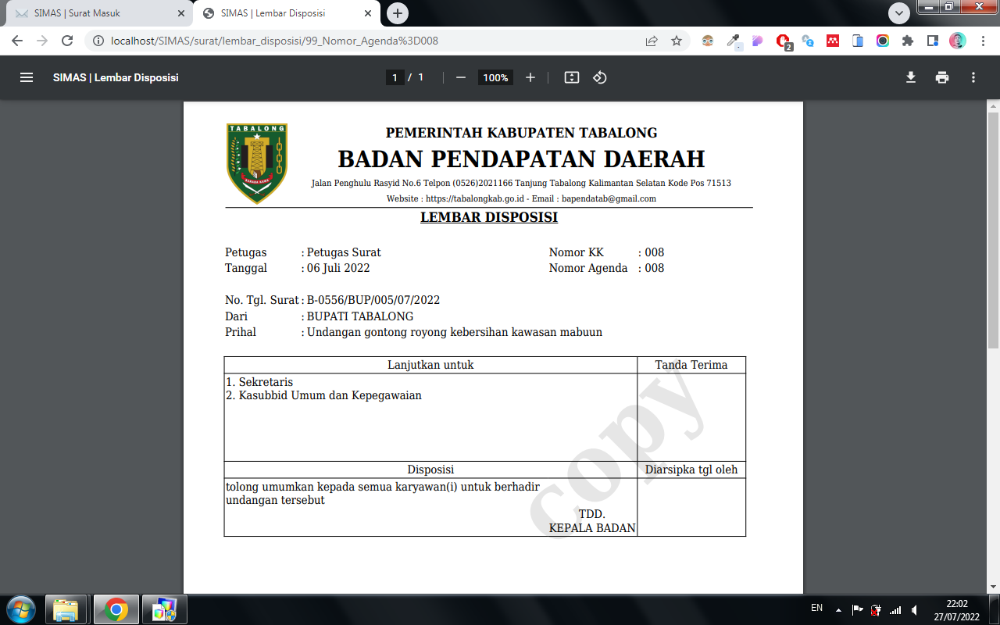 SIMAS | Surat Masuk
SIMAS | Lembar Disposisi
localhost/SIMAS/surat/lembar_disposisi/99_Nomor_Agenda%3D008
2
SIMAS | Lembar Disposisi
1 / 1
100%
TABALONG
PEMERINTAH KABUPATEN TABALONG
BADAN PENDAPATAN DAERAH
Jalan Penghulu Rasyid No.6 Telpon (0526)2021166 Tanjung Tabalong Kalimantan Selatan Kode Pos 71513
Website : https://tabalongkab.go.id - Email : bapendatab@gmail.com
LEMBAR DISPOSISI
Petugas : Petugas Surat Nomor KK : 008
Tanggal : 06 Juli 2022 Nomor Agenda : 008
No. Tgl. Surat : B-0556/BUP/005/07/2022
Dari : BUPATI TABALONG
Prihal : Undangan gontong royong kebersihan kawasan mabuun
Lanjutkan untuk Tanda Terima
1. Sekretaris
2. Kasubbid Umum dan Kepegawaian
copy
Disposisi Diarsipka tgl oleh
tolong umumkan kepada semua karyawan(i) untuk berhadir
undangan tersebut
TDD.
KEPALA BADAN
EN
22:02
27/07/2022